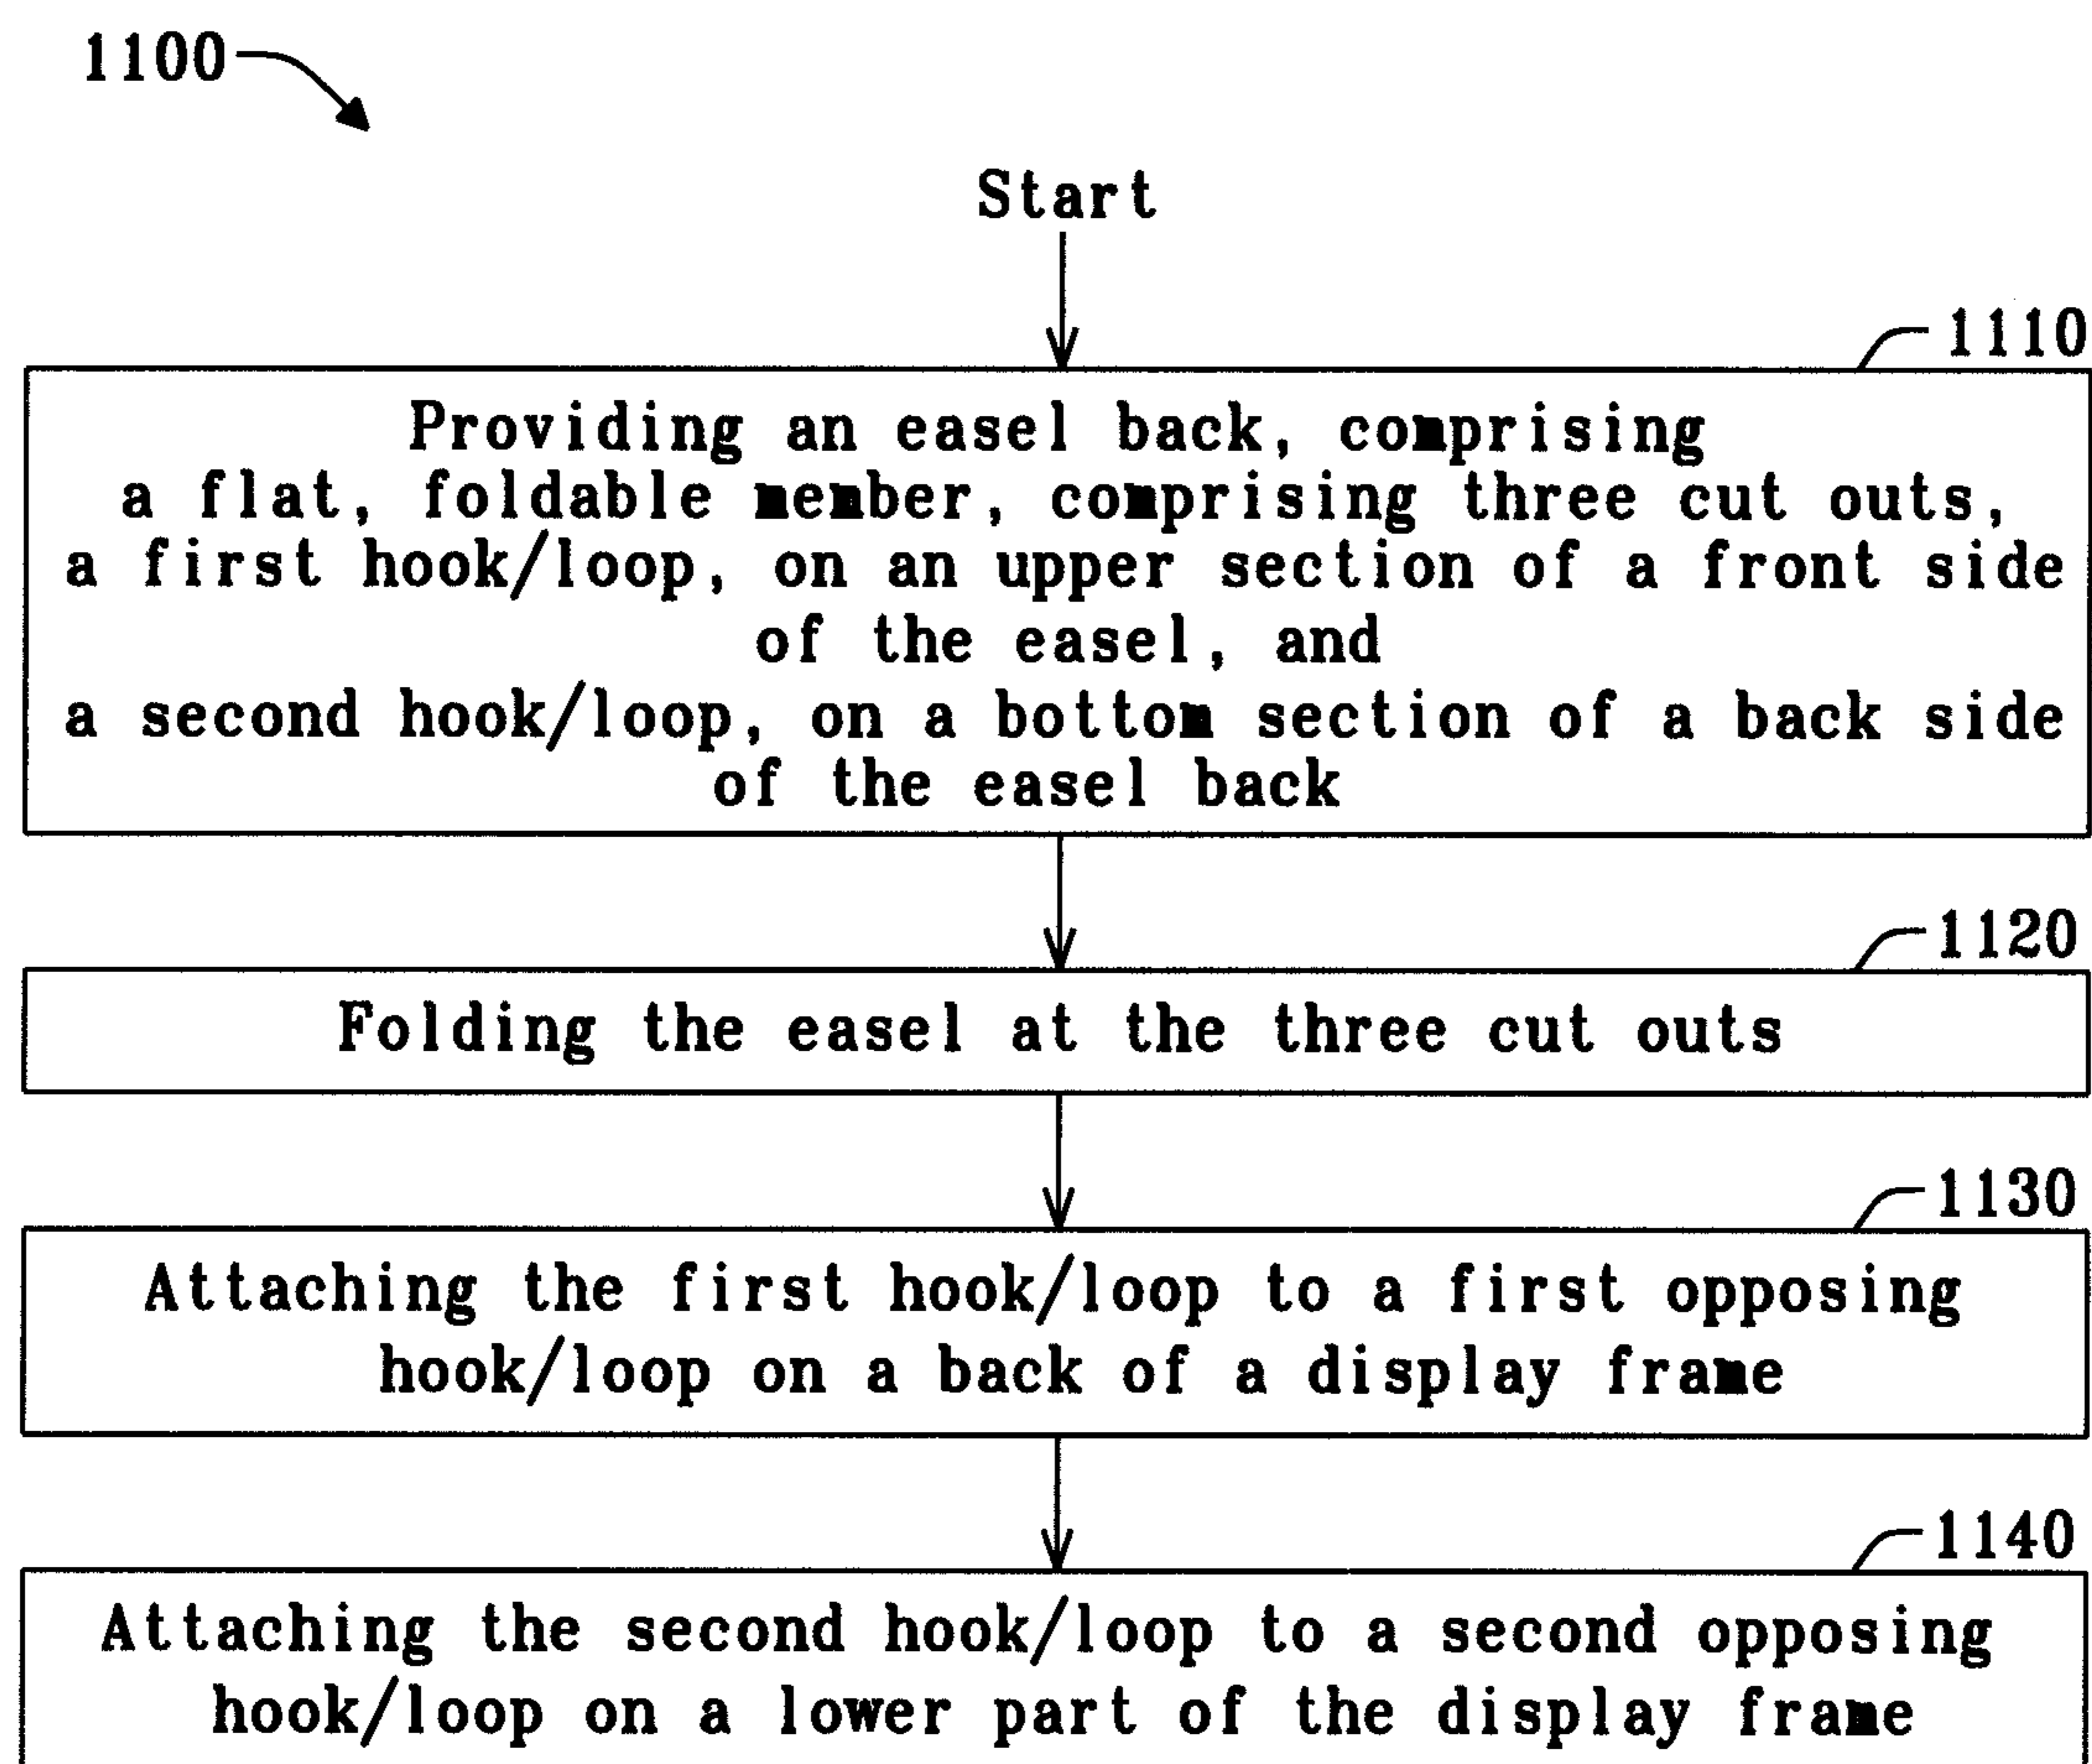 1100
Start
1110
Providing an easel back, comprising
a flat, foldable member, comprising three cut outs,
a first hook/loop, on an upper section of a front side
of the easel, and
a second hook/loop, on a bottom section of a back side
of the easel back
1120
Folding the easel at the three cut outs
1130
Attaching the first hook/loop to a first opposing
hook/loop on a back of a display frame
1140
Attaching the second hook/loop to a second opposing
hook/loop on a lower part of the display frame